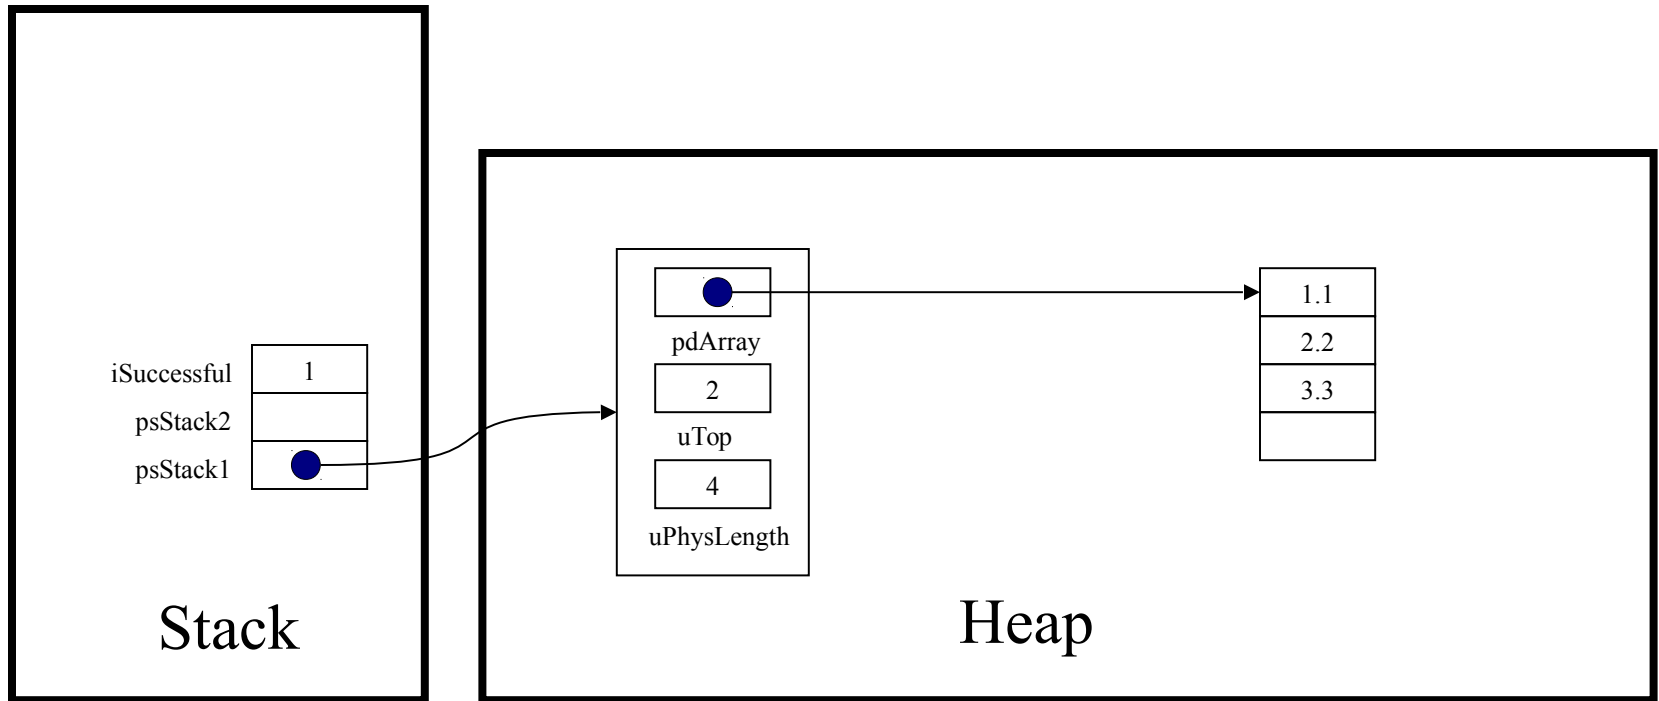 iSuccessful 1
psStack2
psStack1
Stack
pdArray
2
uTop
4
uPhysLength
1.1
2.2
3.3
Heap